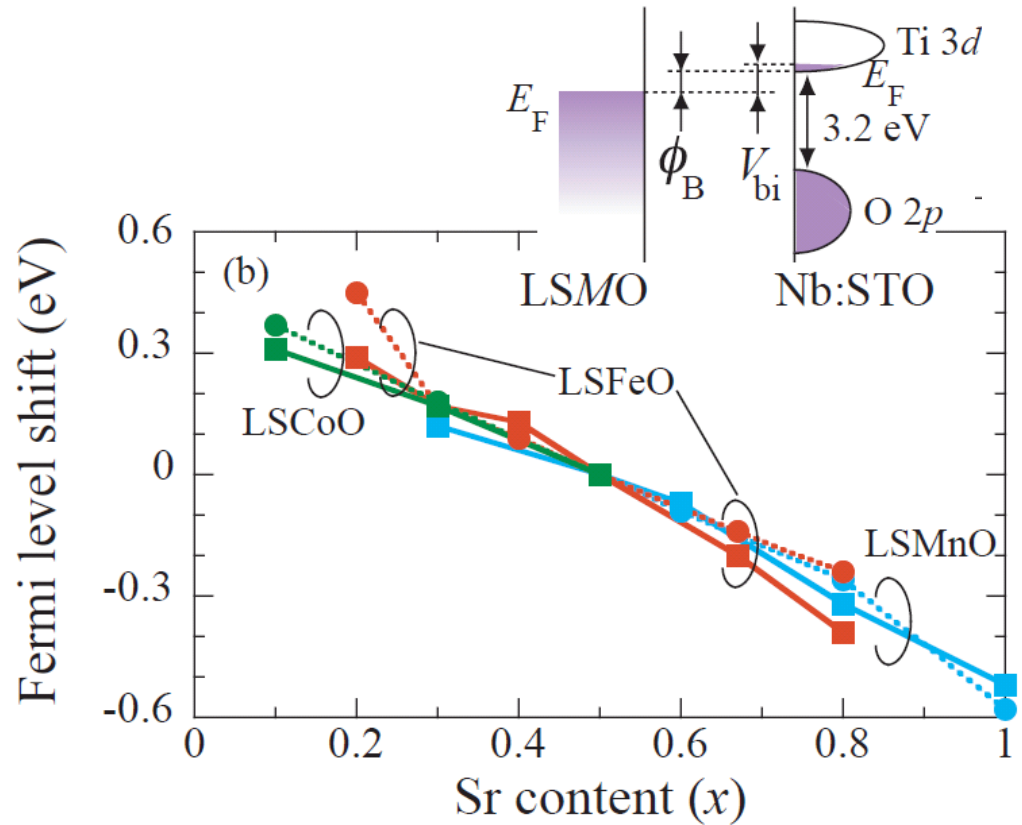 Ti 3d
E_F
E_F
3.2 eV
ϕ_B
V_bi
O 2p
LSMO
Nb:STO
(b)
LSFeO
LSCoO
LSMnO
Fermi level shift (eV)
0.6
0.3
0
-0.3
-0.6
0 0.2 0.4 0.6 0.8 1
Sr content (x)